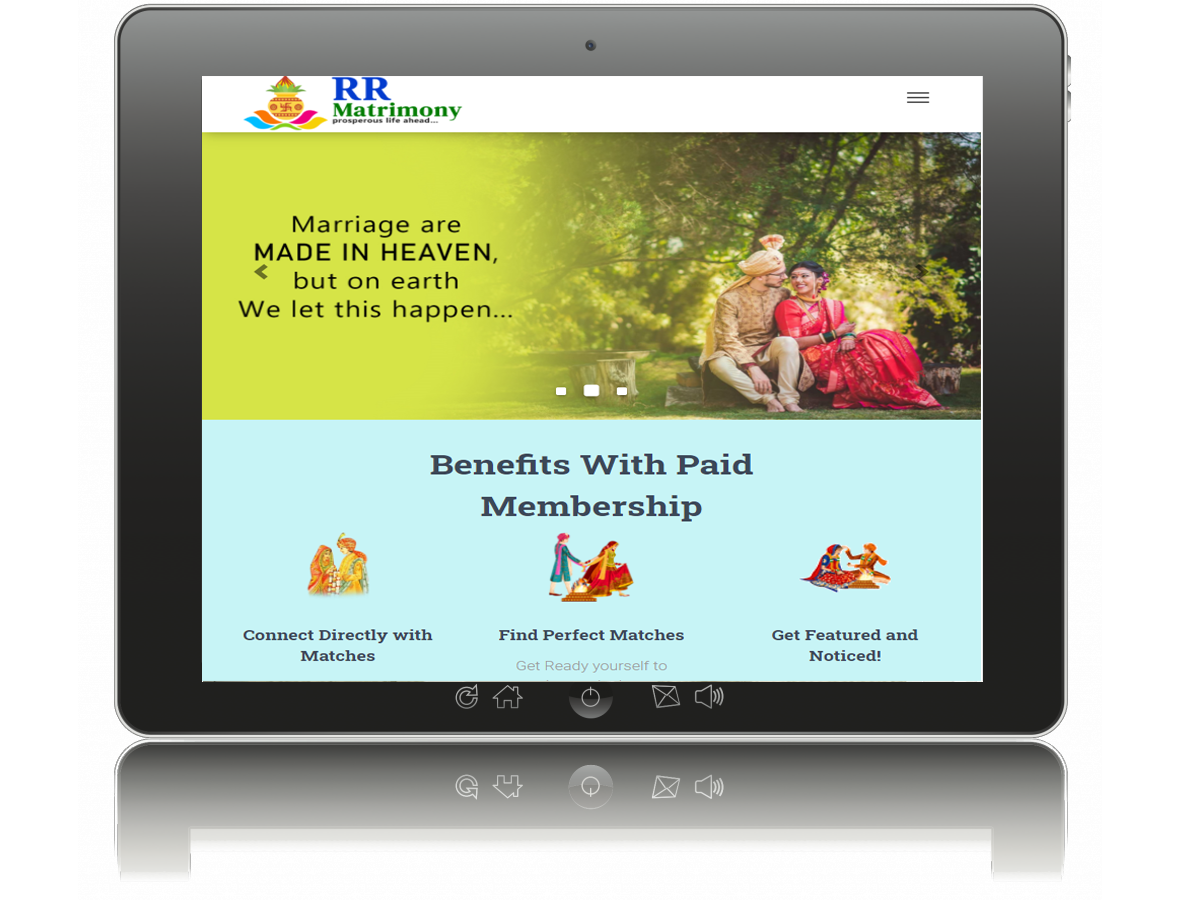 RR
Matrimony
prosperous life ahead...
Marriage are
MADE IN HEAVEN,
but on earth
We let this happen...
Benefits With Paid
Membership
Connect Directly with
Matches
Find Perfect Matches
Get Ready yourself to
Get Featured and
Noticed!